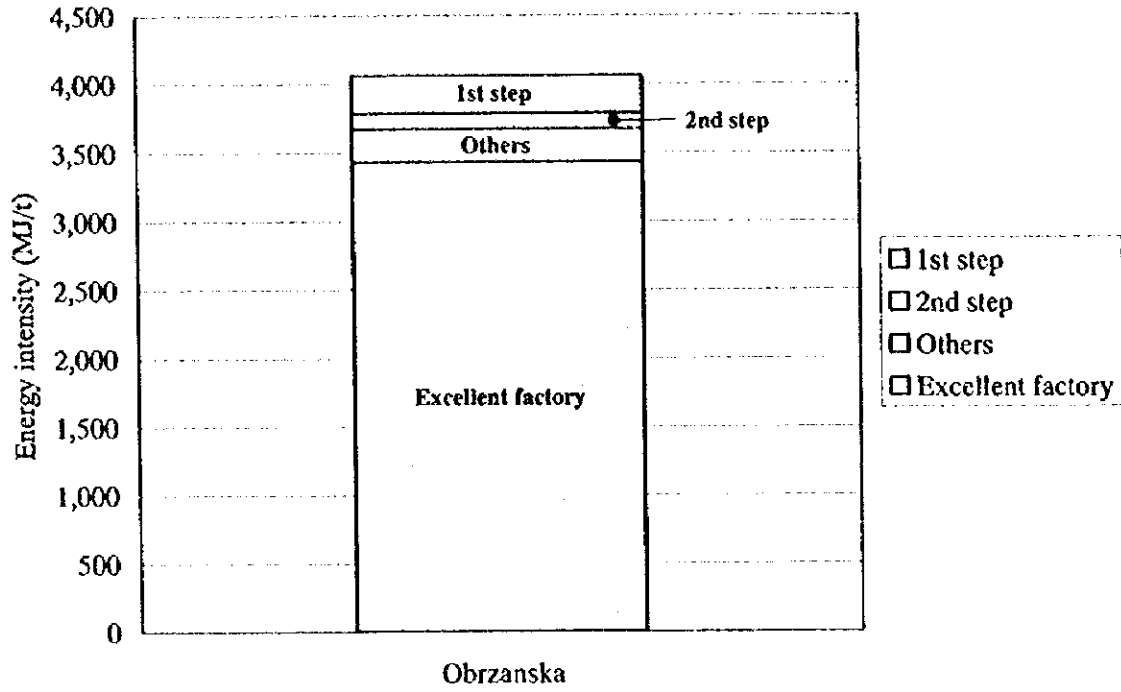 4,500
4,000
3,500
3,000
2,500
2,000
1,500
1,000
500
0
Energy intensity (MJ/t)
1st step
2nd step
Others
Excellent factory
Obrzanska
1st step
2nd step
Others
Excellent factory